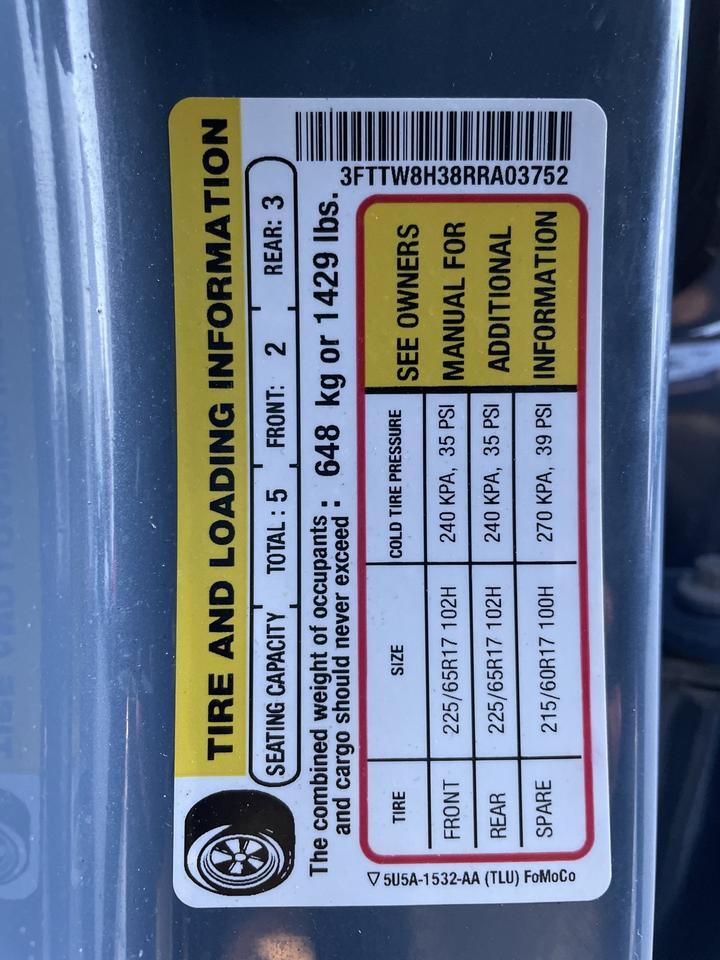 3FTTW8H38RRA03752
TIRE AND LOADING INFORMATION
SEATING CAPACITY TOTAL : 5 FRONT: 2 REAR: 3
The combined weight of occupants
and cargo should never exceed : 648 kg or 1429 lbs.
TIRE SIZE COLD TIRE PRESSURE SEE OWNERS
FRONT 225/65R17 102H 240 KPA, 35 PSI MANUAL FOR
REAR 225/65R17 102H 240 KPA, 35 PSI ADDITIONAL
SPARE 215/60R17 100H 270 KPA, 39 PSI INFORMATION
▽ 5U5A-1532-AA (TLU) FoMoCo